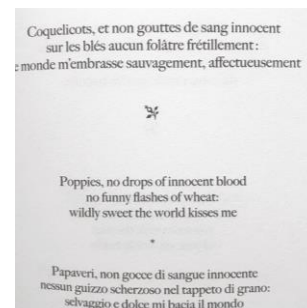 Coquelicots, et non gouttes de sang innocent
sur les blés aucun folâtre frétillement :
e monde m'embrasse sauvagement, affectueusement
Poppies, no drops of innocent blood
no funny flashes of wheat:
wildly sweet the world kisses me
*
Papaveri, non gocce di sangue innocente
nessun guizzo scherzoso nel tappeto di grano:
selvaggio e dolce mi bacia il mondo